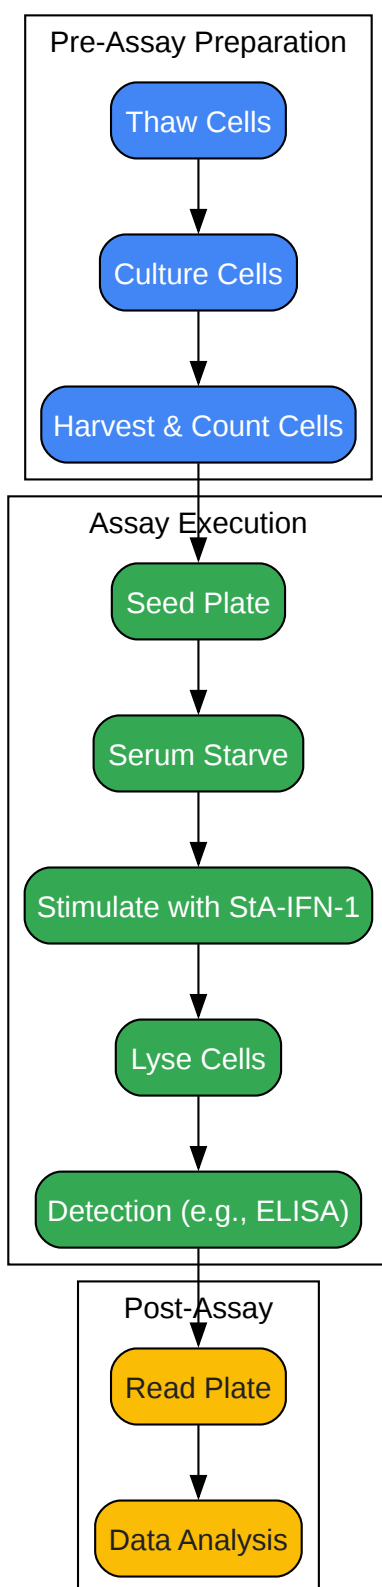 Pre-Assay Preparation
Thaw Cells
Culture Cells
Harvest & Count Cells
Assay Execution
Seed Plate
Serum Starve
Stimulate with StA-IFN-1
Lyse Cells
Detection (e.g., ELISA)
Post-Assay
Read Plate
Data Analysis